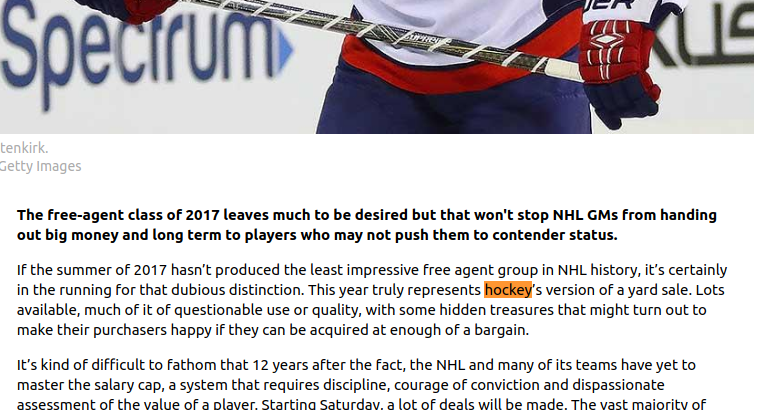 Spectrum
tenkirk.
Getty Images
The free-agent class of 2017 leaves much to be desired but that won't stop NHL GMs from handing
out big money and long term to players who may not push them to contender status.
If the summer of 2017 hasn’t produced the least impressive free agent group in NHL history, it’s certainly
in the running for that dubious distinction. This year truly represents hockey’s version of a yard sale. Lots
available, much of it of questionable use or quality, with some hidden treasures that might turn out to
make their purchasers happy if they can be acquired at enough of a bargain.
It’s kind of difficult to fathom that 12 years after the fact, the NHL and many of its teams have yet to
master the salary cap, a system that requires discipline, courage of conviction and dispassionate
assessment of the value of a player. Starting Saturday, a lot of deals will be made. The vast majority of